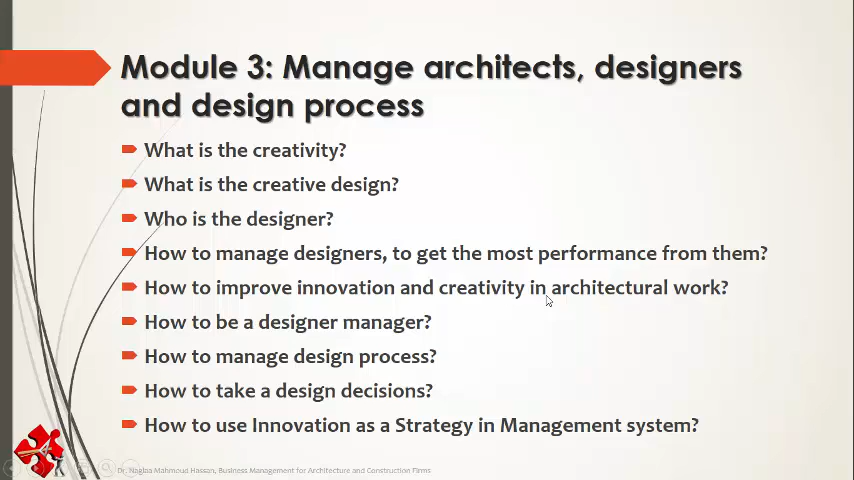 Module 3: Manage architects, designers
and design process
What is the creativity?
What is the creative design?
Who is the designer?
How to manage designers, to get the most performance from them?
How to improve innovation and creativity in architectural work?
How to be a designer manager?
How to manage design process?
How to take a design decisions?
How to use Innovation as a Strategy in Management system?
Dr. Naglaa Mahmoud Hassan, Business Management for Architecture and Construction Firms